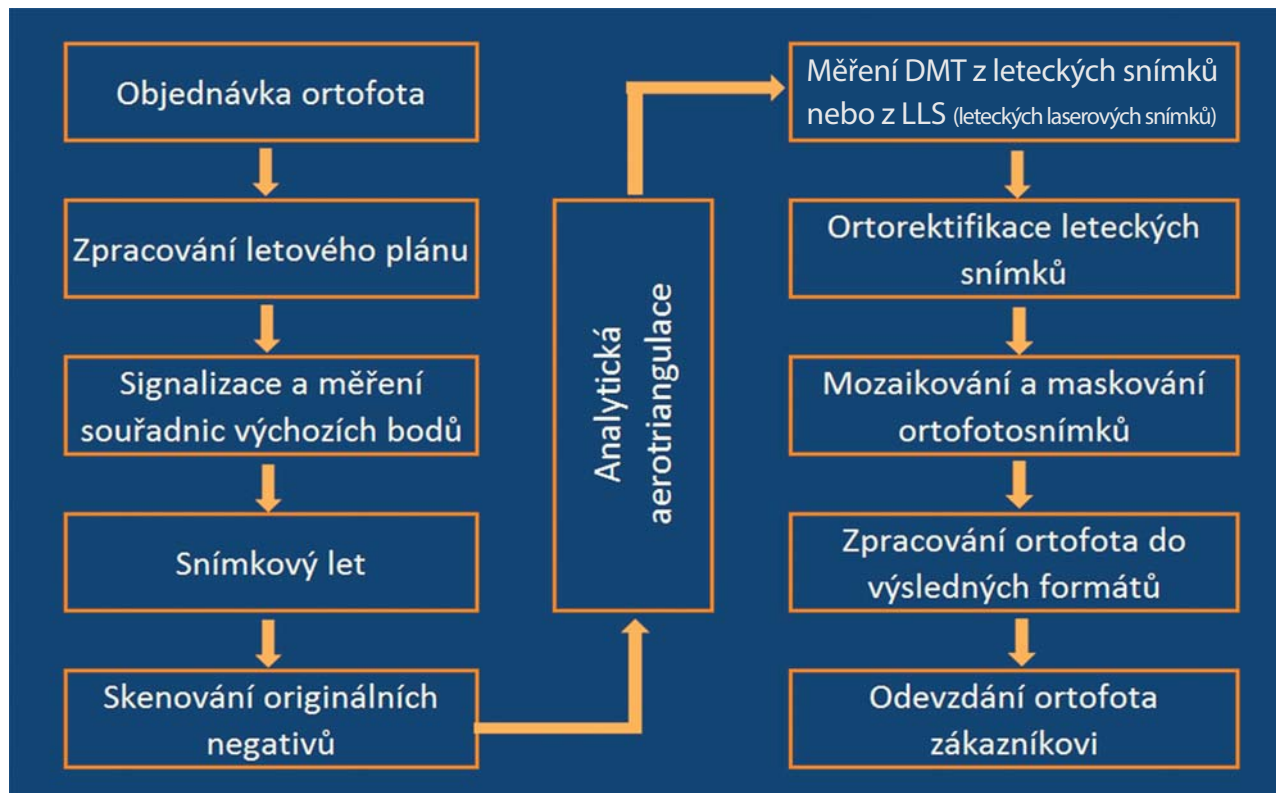 Objednávka ortofota
Zpracování letového plánu
Signalizace a měření
souřadnic výchozích bodů
Snímkový let
Skenování originálních
negativů
Analytická
aerotriangulace
Měření DMT z leteckých snímků
nebo z LLS (leteckých laserových snímků)
Ortorektifikace leteckých
snímků
Mozaikování a maskování
ortofotosnímků
Zpracování ortofota do
výsledných formátů
Odevzdání ortofota
zákazníkovi